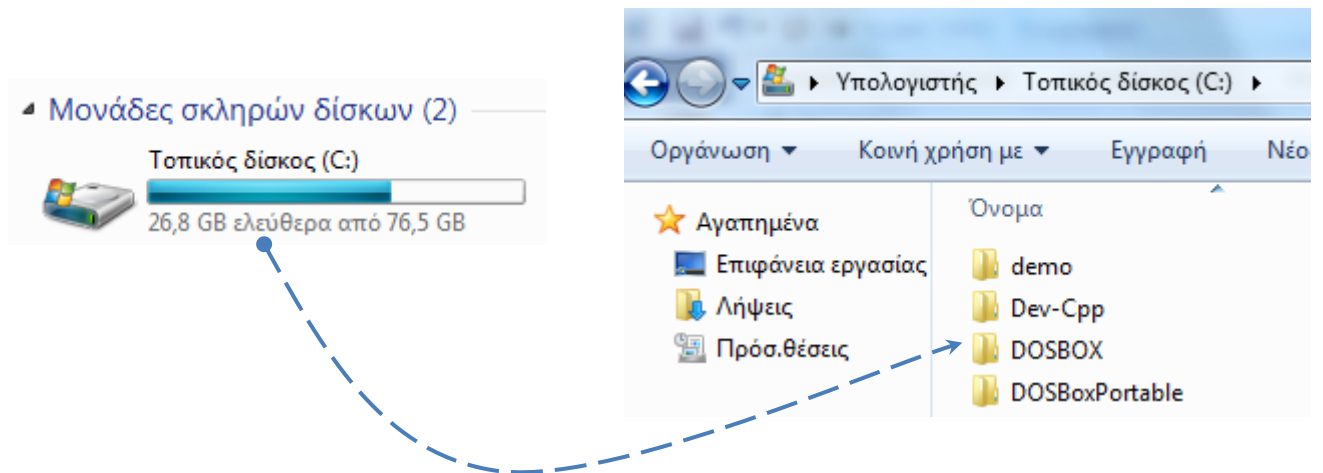 Μονάδες σκληρών δίσκων (2)
Τοπικός δίσκος (C:)
26,8 GB ελεύθερα από 76,5 GB
Υπολογιστής Τοπικός δίσκος (C:)
Οργάνωση Κοινή χρήση με Εγγραφή Νέο
Όνομα
Αγαπημένα
Επιφάνεια εργασίας
Λήψεις
Πρόσ.θέσεις
demo
Dev-Cpp
DOSBOX
DOSBoxPortable